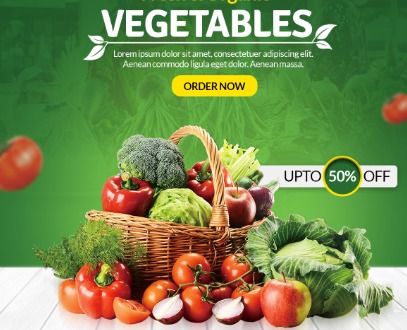 VEGETABLES
Lorem ipsum dolor sit amet, consectetuer adipiscing elit.
Aenean commodo ligula eget dolor. Aenean massa.
ORDER NOW
UPTO 50% OFF